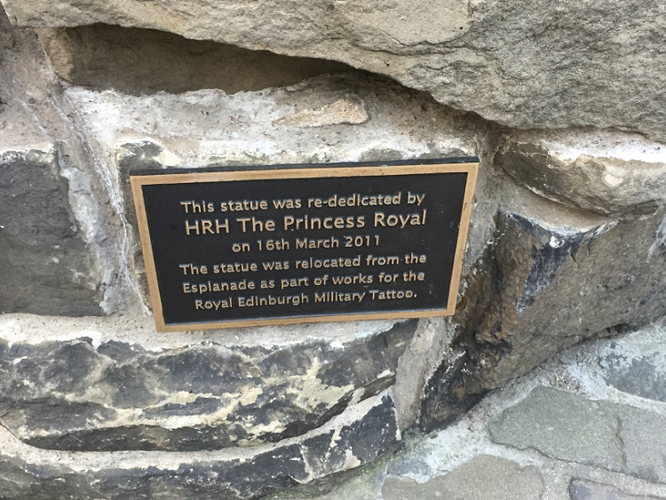 This statue was re-dedicated by
HRH The Princess Royal
on 16th March 2011
The statue was relocated from the
Esplanade as part of works for the
Royal Edinburgh Military Tattoo.